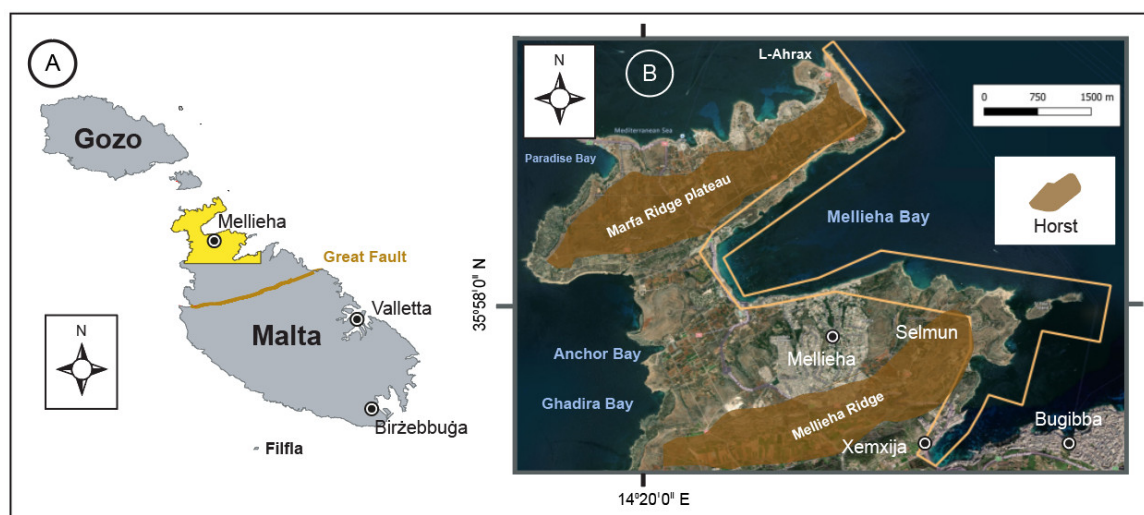 A
Gozo
Mellieha
Great Fault
Valletta
Malta
N
Birżebbuġa
Filfla
B
N
L-Ahrax
0 750 1500 m
Mediterranean Sea
Paradise Bay
Marfa Ridge plateau
Mellieha Bay
Horst
35°58'0" N
Anchor Bay
Mellieha
Selmun
Ghadira Bay
Mellieha Ridge
Xemxija
Bugibba
14°20'0" E